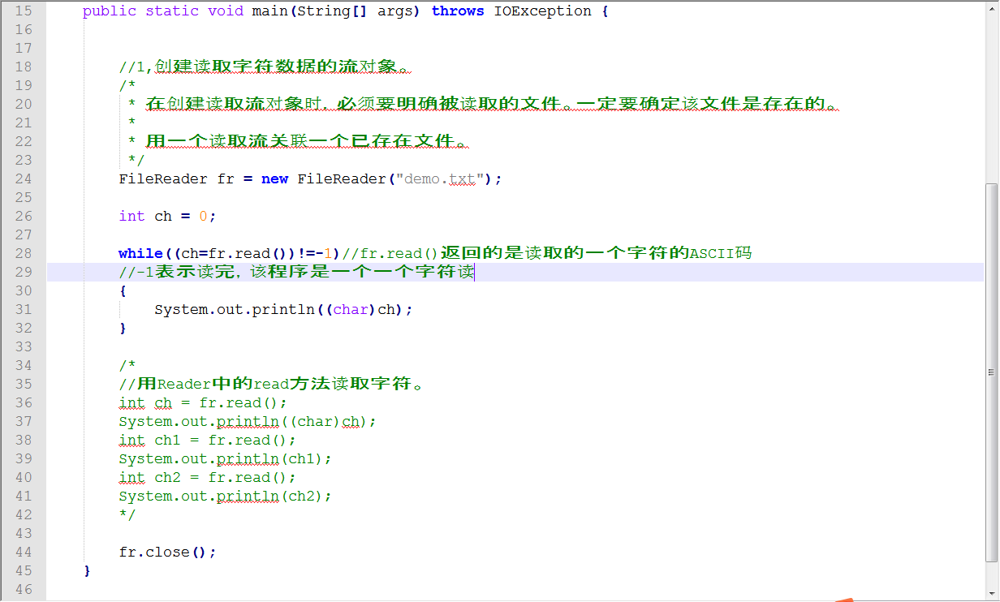 15 public static void main(String[] args) throws IOException {
16
17
18 //1,创建读取字符数据的流对象。
19 /*
20 * 在创建读取流对象时，必须要明确被读取的文件。一定要确定该文件是存在的。
21 *
22 * 用一个读取流关联一个已存在文件。
23 */
24 FileReader fr = new FileReader("demo.txt");
25
26 int ch = 0;
27
28 while((ch=fr.read())!=-1)//fr.read()返回的是读取的一个字符的ASCII码
29 //-1表示读完，该程序是一个一个字符读
30 {
31 System.out.println((char)ch);
32 }
33
34 /*
35 //用Reader中的read方法读取字符。
36 int ch = fr.read();
37 System.out.println((char)ch);
38 int ch1 = fr.read();
39 System.out.println(ch1);
40 int ch2 = fr.read();
41 System.out.println(ch2);
42 */
43
44 fr.close();
45 }
46